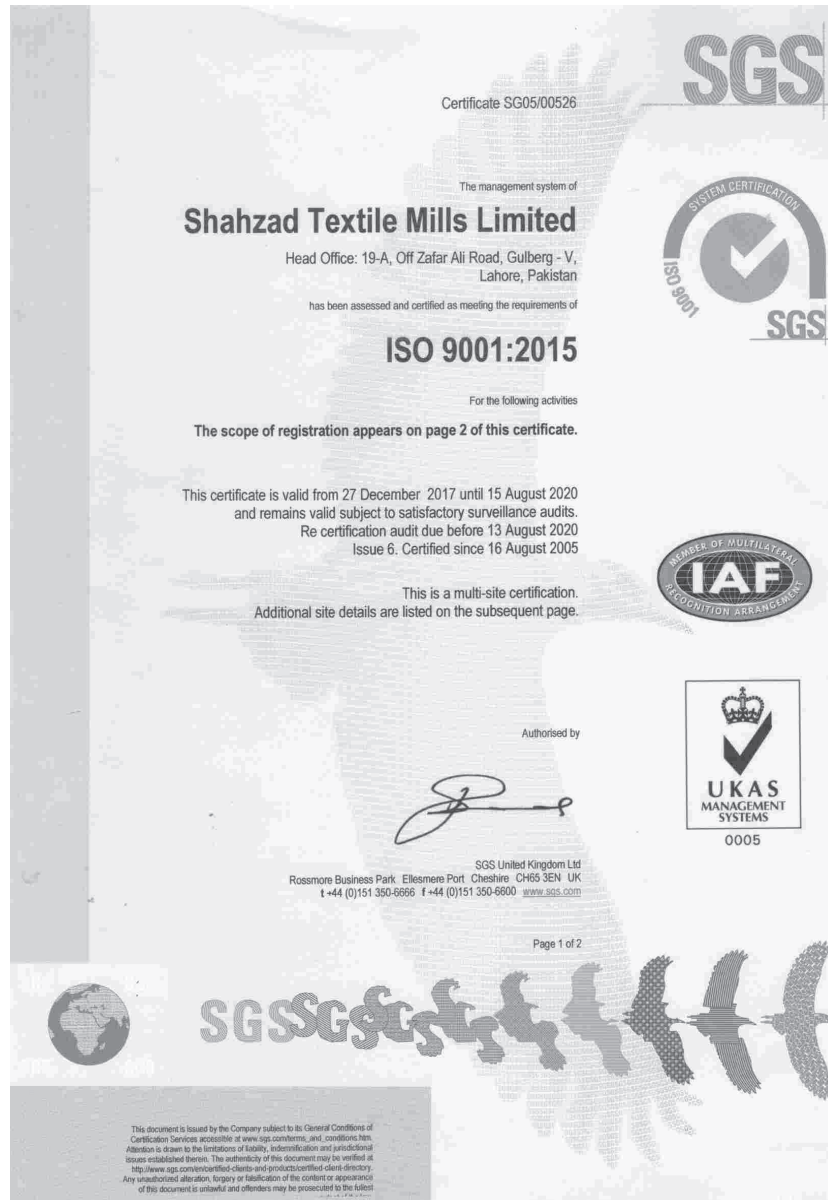 SGS
Certificate SG05/00526
The management system of
Shahzad Textile Mills Limited
Head Office: 19-A, Off Zafar Ali Road, Gulberg - V,
Lahore, Pakistan
has been assessed and certified as meeting the requirements of
SYSTEM CERTIFICATION
ISO 9001
SGS
ISO 9001:2015
For the following activities
The scope of registration appears on page 2 of this certificate.
This certificate is valid from 27 December 2017 until 15 August 2020
and remains valid subject to satisfactory surveillance audits.
Re certification audit due before 13 August 2020
Issue 6. Certified since 16 August 2005
MEMBER OF MULTILATERAL
IAF
RECOGNITION ARRANGEMENT
This is a multi-site certification.
Additional site details are listed on the subsequent page.
Authorised by
UKAS
MANAGEMENT
SYSTEMS
0005
SGS United Kingdom Ltd
Rossmore Business Park Ellesmere Port Cheshire CH65 3EN UK
t +44 (0)151 350-6666 f +44 (0)151 350-6600 www.sgs.com
Page 1 of 2
SGSSGSSGS
This document is issued by the Company subject to its General Conditions of
Certification Services accessible at www.sgs.com/terms_and_conditions.htm.
Attention is drawn to the limitations of liability, indemnification and jurisdictional
issues established therein. The authenticity of this document may be verified at
http://www.sgs.com/en/certified-clients-and-products/certified-client-directory.
Any unauthorized alteration, forgery or falsification of the content or appearance
of this document is unlawful and offenders may be prosecuted to the fullest